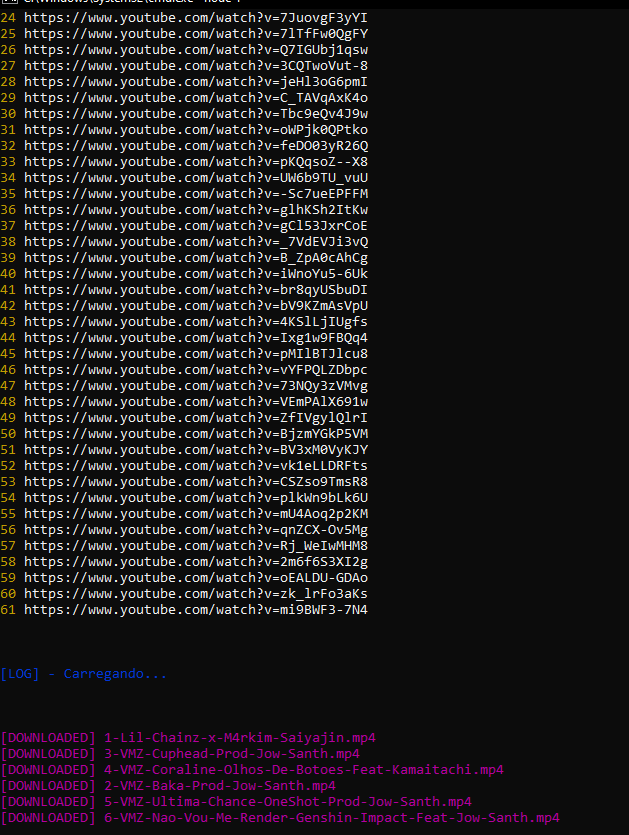 24 https://www.youtube.com/watch?v=7JuovgF3yYI
25 https://www.youtube.com/watch?v=7lTfFw0QgFY
26 https://www.youtube.com/watch?v=Q7IGUbj1qsw
27 https://www.youtube.com/watch?v=3CQTwoVut-8
28 https://www.youtube.com/watch?v=jeHl3oG6pmI
29 https://www.youtube.com/watch?v=C_TAVqAxK4o
30 https://www.youtube.com/watch?v=Tbc9eQv4J9w
31 https://www.youtube.com/watch?v=oWPjk0QPtko
32 https://www.youtube.com/watch?v=feDO03yR26Q
33 https://www.youtube.com/watch?v=pKQqsoZ--X8
34 https://www.youtube.com/watch?v=UW6b9TU_vuU
35 https://www.youtube.com/watch?v=-Sc7ueEPFFM
36 https://www.youtube.com/watch?v=glhKSh2ItKw
37 https://www.youtube.com/watch?v=gCl53JxrCoE
38 https://www.youtube.com/watch?v=_7VdEVJi3vQ
39 https://www.youtube.com/watch?v=B_ZpA0cAhCg
40 https://www.youtube.com/watch?v=iWnoYu5-6Uk
41 https://www.youtube.com/watch?v=br8qyUSbuDI
42 https://www.youtube.com/watch?v=bV9KZmAsVpU
43 https://www.youtube.com/watch?v=4KSlLjIUgfs
44 https://www.youtube.com/watch?v=Ixg1w9FBQq4
45 https://www.youtube.com/watch?v=pMIlBTJlcu8
46 https://www.youtube.com/watch?v=vYFPQLZDbpc
47 https://www.youtube.com/watch?v=73NQy3zVMvg
48 https://www.youtube.com/watch?v=VEmPAlX691w
49 https://www.youtube.com/watch?v=ZfIVgylQlrI
50 https://www.youtube.com/watch?v=BjzmYGkP5VM
51 https://www.youtube.com/watch?v=BV3xM0VyKJY
52 https://www.youtube.com/watch?v=vk1eLLDRFts
53 https://www.youtube.com/watch?v=CSZso9TmsR8
54 https://www.youtube.com/watch?v=plkWn9bLk6U
55 https://www.youtube.com/watch?v=mU4Aoq2p2KM
56 https://www.youtube.com/watch?v=qnZCX-Ov5Mg
57 https://www.youtube.com/watch?v=Rj_WeIwMHM8
58 https://www.youtube.com/watch?v=2m6f6S3XI2g
59 https://www.youtube.com/watch?v=oEALDU-GDAo
60 https://www.youtube.com/watch?v=zk_lrFo3aKs
61 https://www.youtube.com/watch?v=mi9BWF3-7N4
[LOG] - Carregando...
[DOWNLOADED] 1-Lil-Chainz-x-M4rkim-Saiyajin.mp4
[DOWNLOADED] 3-VMZ-Cuphead-Prod-Jow-Santh.mp4
[DOWNLOADED] 4-VMZ-Coraline-Olhos-De-Botoes-Feat-Kamaitachi.mp4
[DOWNLOADED] 2-VMZ-Baka-Prod-Jow-Santh.mp4
[DOWNLOADED] 5-VMZ-Ultima-Chance-OneShot-Prod-Jow-Santh.mp4
[DOWNLOADED] 6-VMZ-Nao-Vou-Me-Render-Genshin-Impact-Feat-Jow-Santh.mp4